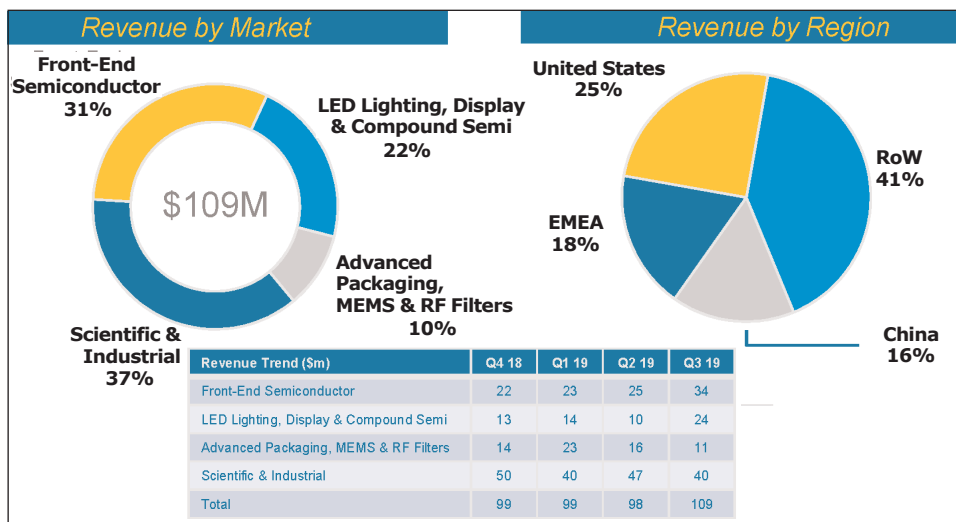 Revenue by Market
Front-End
Semiconductor
31%
LED Lighting, Display
& Compound Semi
22%
$109M
Advanced
Packaging,
MEMS & RF Filters
10%
Scientific &
Industrial
37%
Revenue by Region
United States
25%
RoW
41%
EMEA
18%
China
16%
Revenue Trend ($m) Q4 18 Q1 19 Q2 19 Q3 19
Front-End Semiconductor 22 23 25 34
LED Lighting, Display & Compound Semi 13 14 10 24
Advanced Packaging, MEMS & RF Filters 14 23 16 11
Scientific & Industrial 50 40 47 40
Total 99 99 98 109